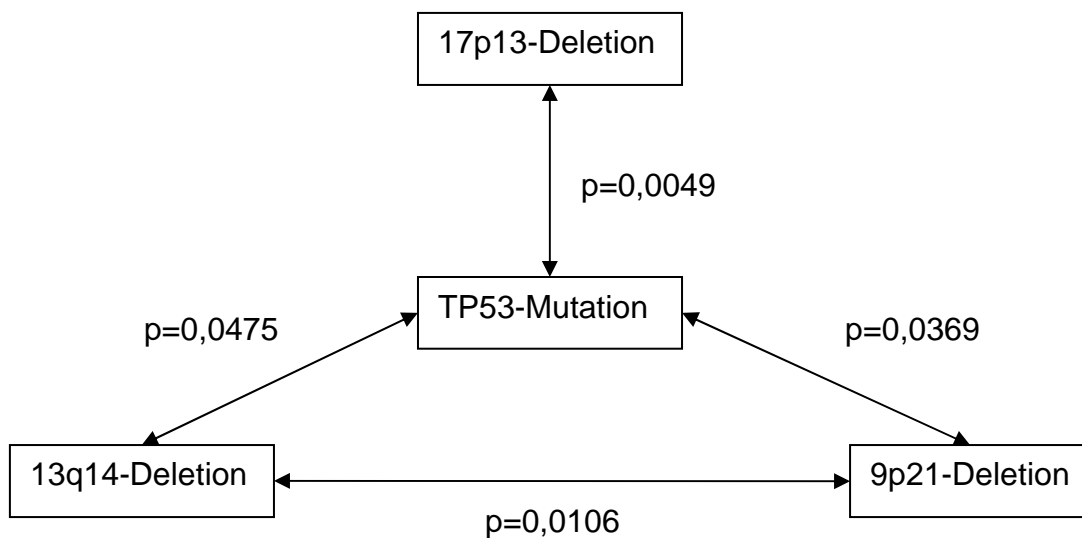 17p13-Deletion
p=0,0049
TP53-Mutation
p=0,0475
p=0,0369
13q14-Deletion
9p21-Deletion
p=0,0106